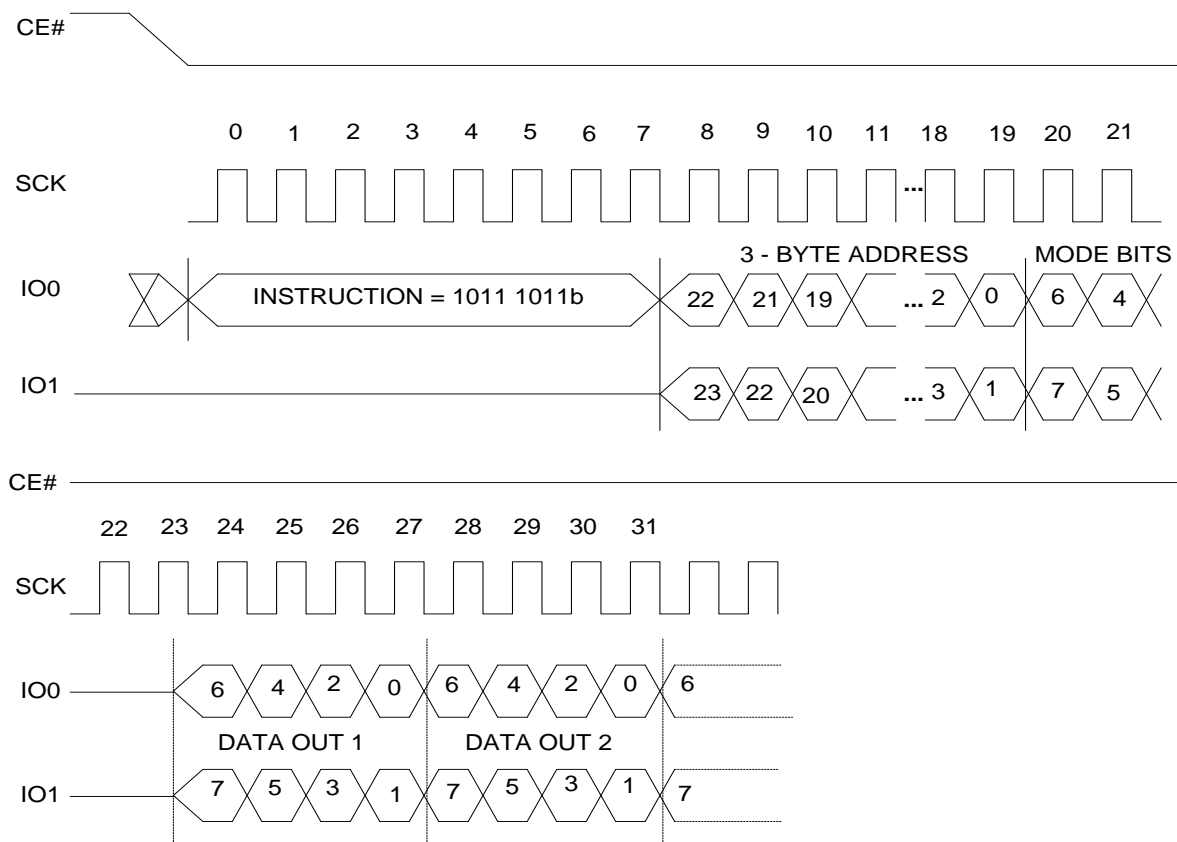 CE#
0 1 2 3 4 5 6 7 8 9 10 11 18 19 20 21
SCK ...
3 - BYTE ADDRESS MODE BITS
IO0 INSTRUCTION = 1011 1011b 22 21 19 ... 2 0 6 4
IO1 23 22 20 ... 3 1 7 5
CE#
22 23 24 25 26 27 28 29 30 31
SCK
IO0 6 4 2 0 6 4 2 0 6
DATA OUT 1 DATA OUT 2
IO1 7 5 3 1 7 5 3 1 7